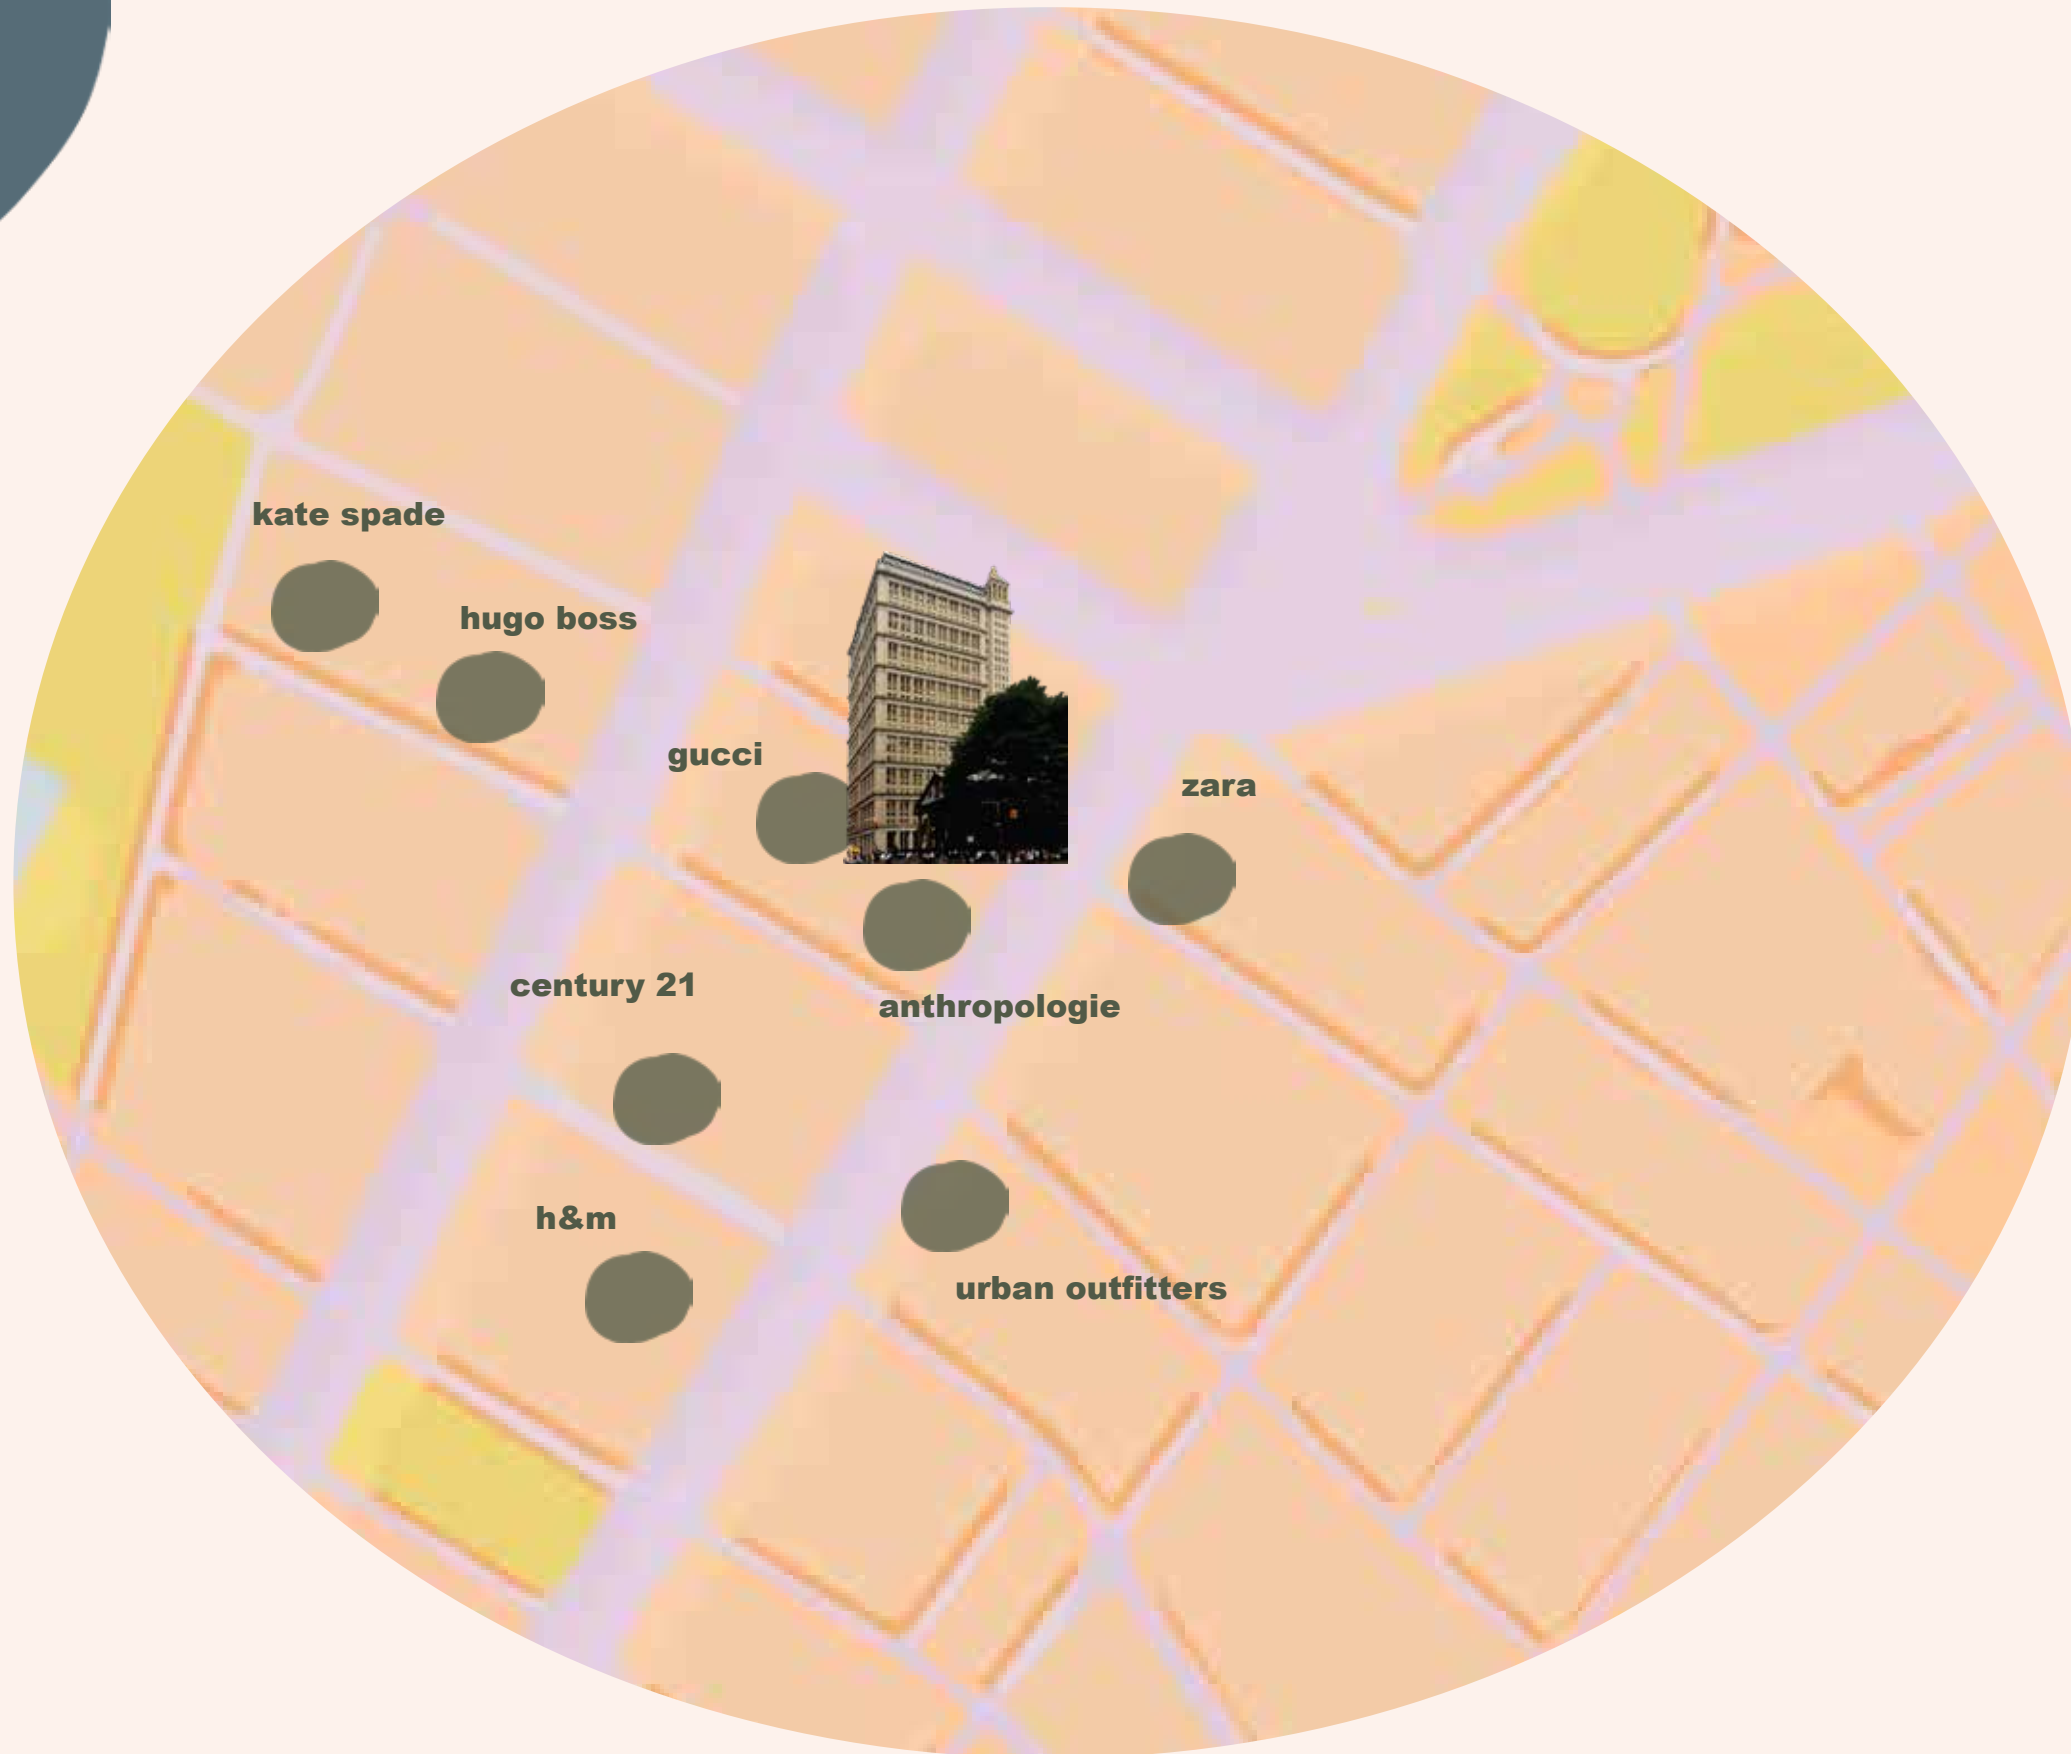 kate spade
hugo boss
gucci
zara
century 21
anthropologie
h&m
urban outfitters